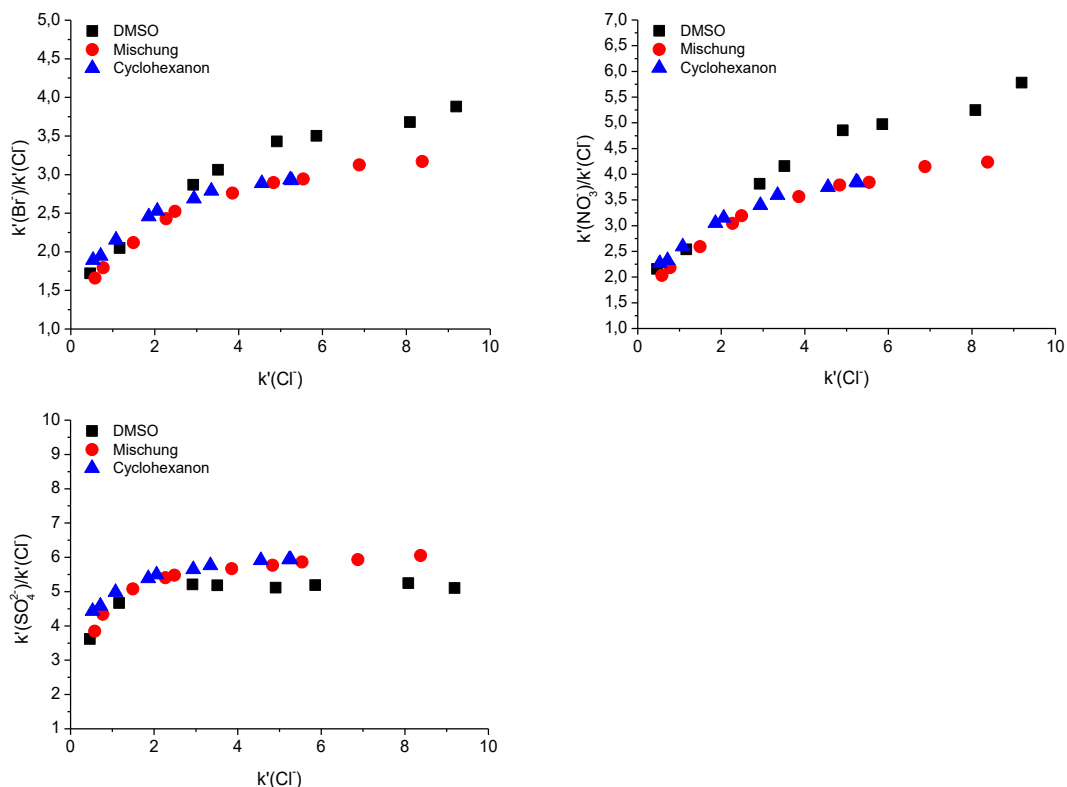 5,0
4,5
4,0
3,5
3,0
2,5
2,0
1,5
1,0
k'(Br⁻)/k'(Cl⁻)
DMSO
Mischung
Cyclohexanon
0 2 4 6 8 10
k'(Cl⁻)
7,0
6,5
6,0
5,5
5,0
4,5
4,0
3,5
3,0
2,5
2,0
1,5
1,0
k'(NO₃⁻)/k'(Cl⁻)
DMSO
Mischung
Cyclohexanon
0 2 4 6 8 10
k'(Cl⁻)
10
9
8
7
6
5
4
3
2
1
k'(SO₄²⁻)/k'(Cl⁻)
DMSO
Mischung
Cyclohexanon
0 2 4 6 8 10
k'(Cl⁻)